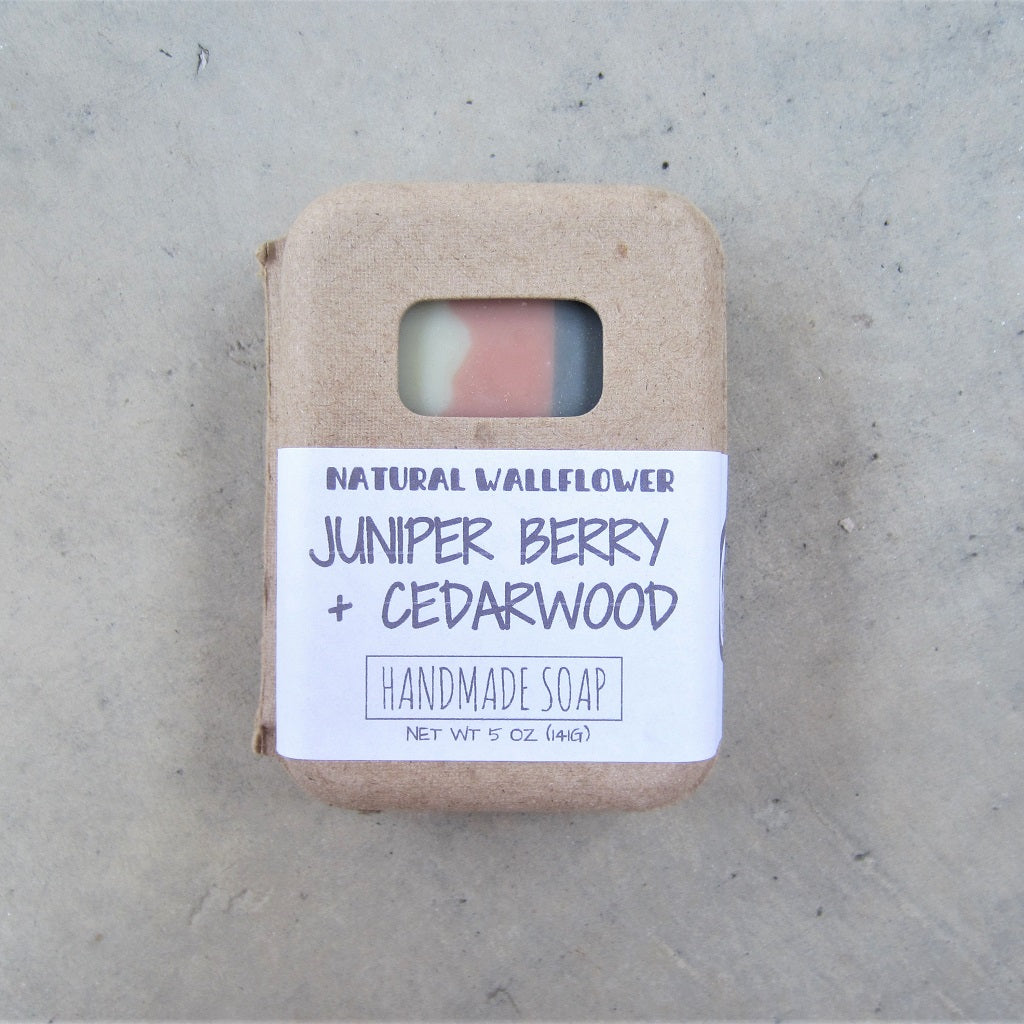 NATURAL WALLFLOWER
JUNIPER BERRY
+ CEDARWOOD
HANDMADE SOAP
NET WT 5 OZ (141G)